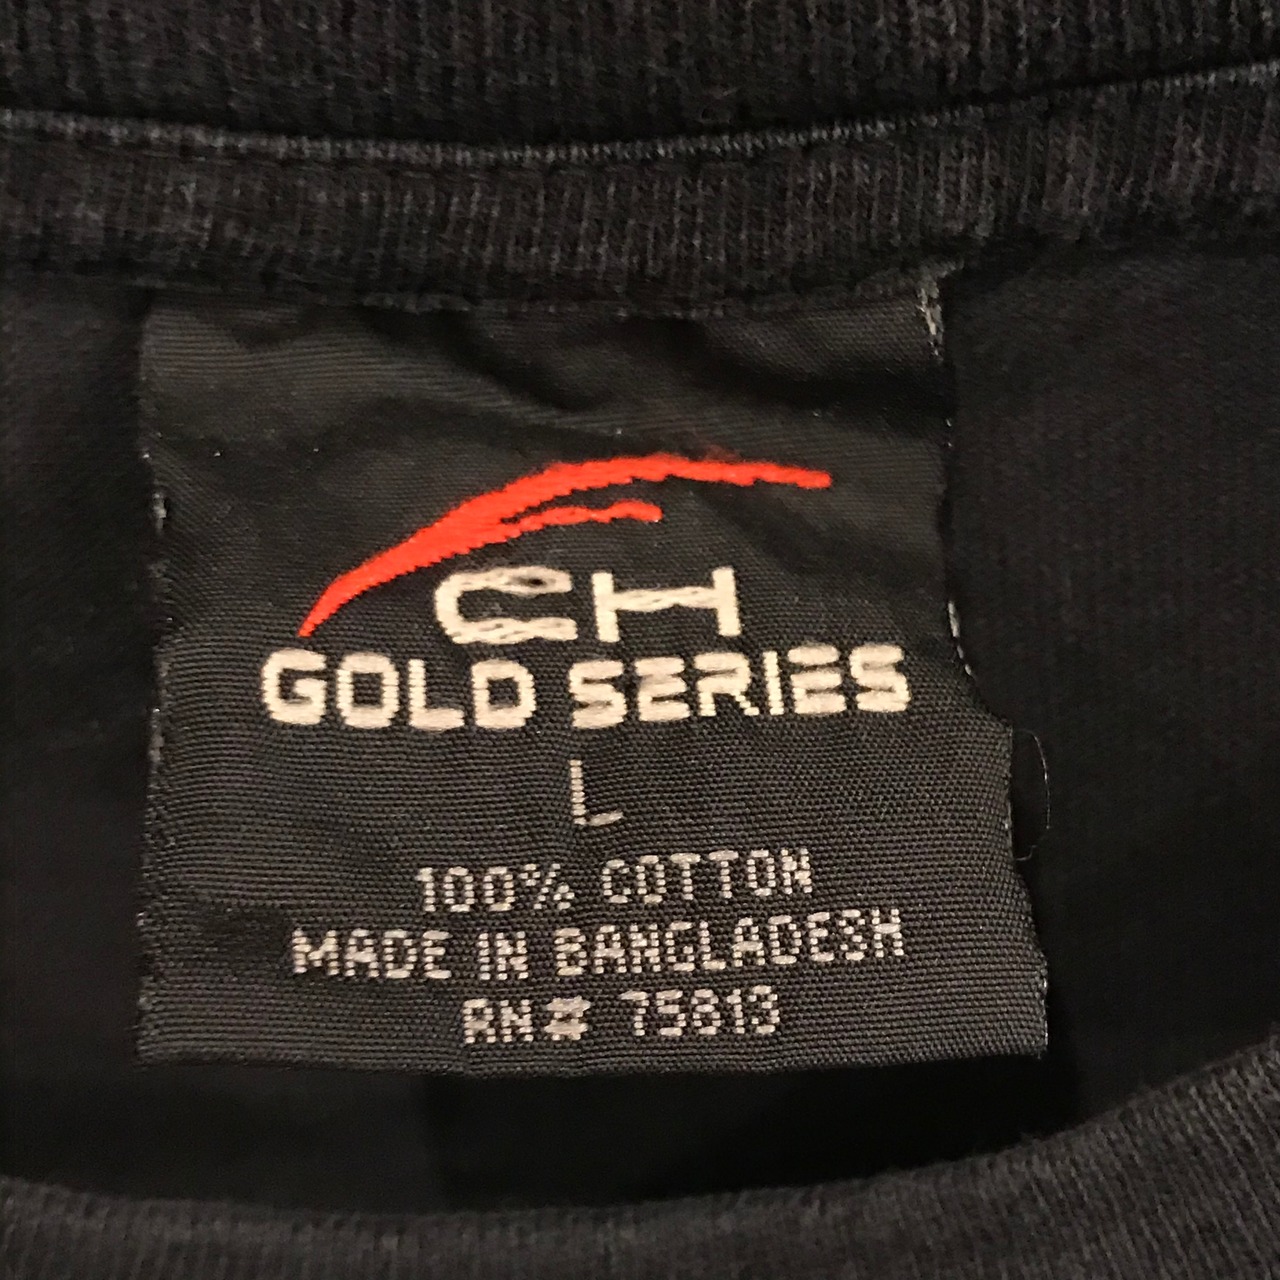 CH
GOLD SERIES
L
100% COTTON
MADE IN BANGLADESH
RN# 75813